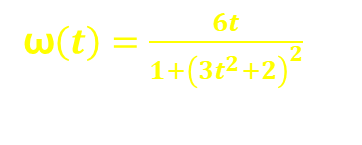 ω(t) = 6t / (1+(3t²+2)²)